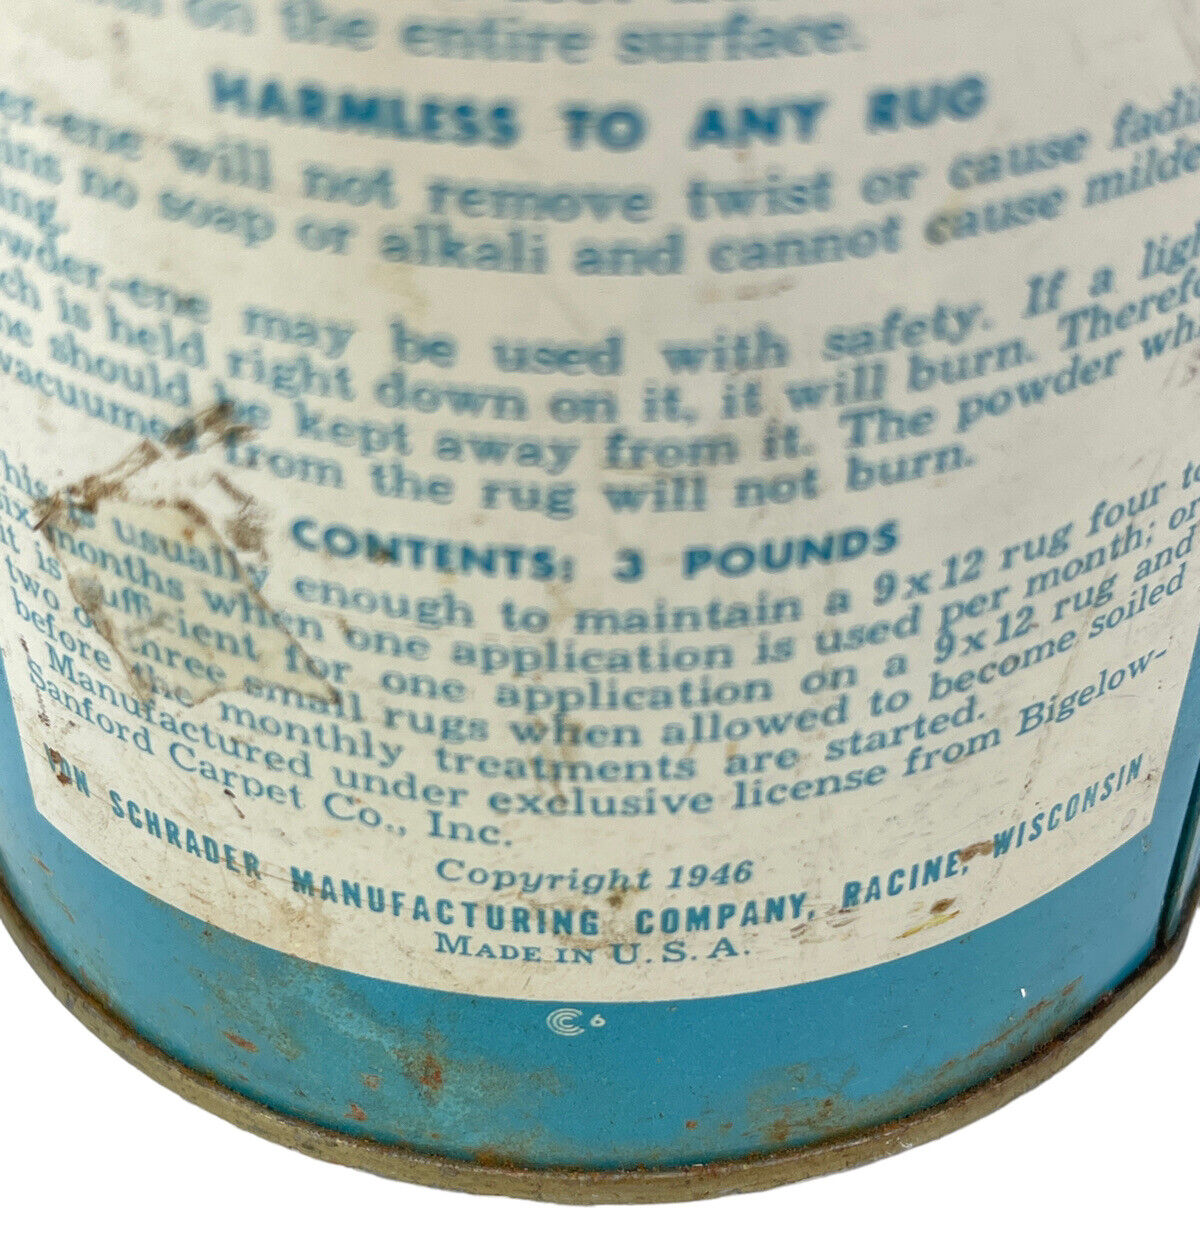 on the entire surface.
HARMLESS TO ANY RUG
er-ene will not remove twist or cause fadi
ins no soap or alkali and cannot cause milde
ing.
owder-ene may be used with safety. If a lig
ch is held right down on it, it will burn. Theref
ne should be kept away from it. The powder wh
vacuumed from the rug will not burn.
CONTENTS: 3 POUNDS
This is usually enough to maintain a 9x12 rug four to
six months when one application is used per month; or
it is sufficient for one application on a 9x12 rug and
two or three small rugs when allowed to become soiled
before the monthly treatments are started.
Manufactured under exclusive license from Bigelow-
Sanford Carpet Co., Inc.
Copyright 1946
VON SCHRADER MANUFACTURING COMPANY, RACINE, WISCONSIN
MADE IN U. S. A.
CCC 6